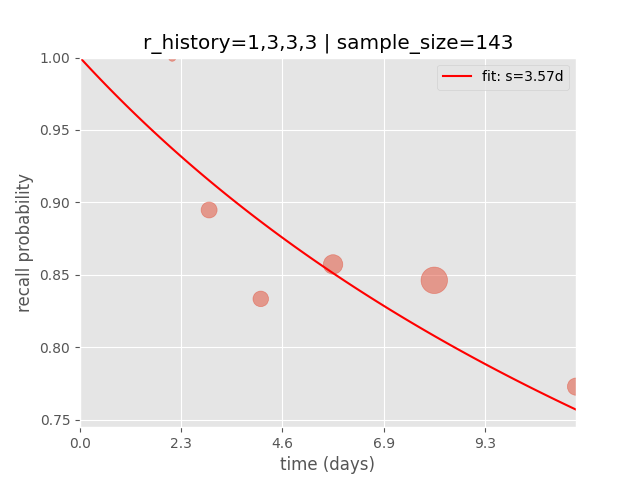 r_history=1,3,3,3 | sample_size=143
fit: s=3.57d
1.00
0.95
0.90
0.85
0.80
0.75
recall probability
0.0 2.3 4.6 6.9 9.3
time (days)